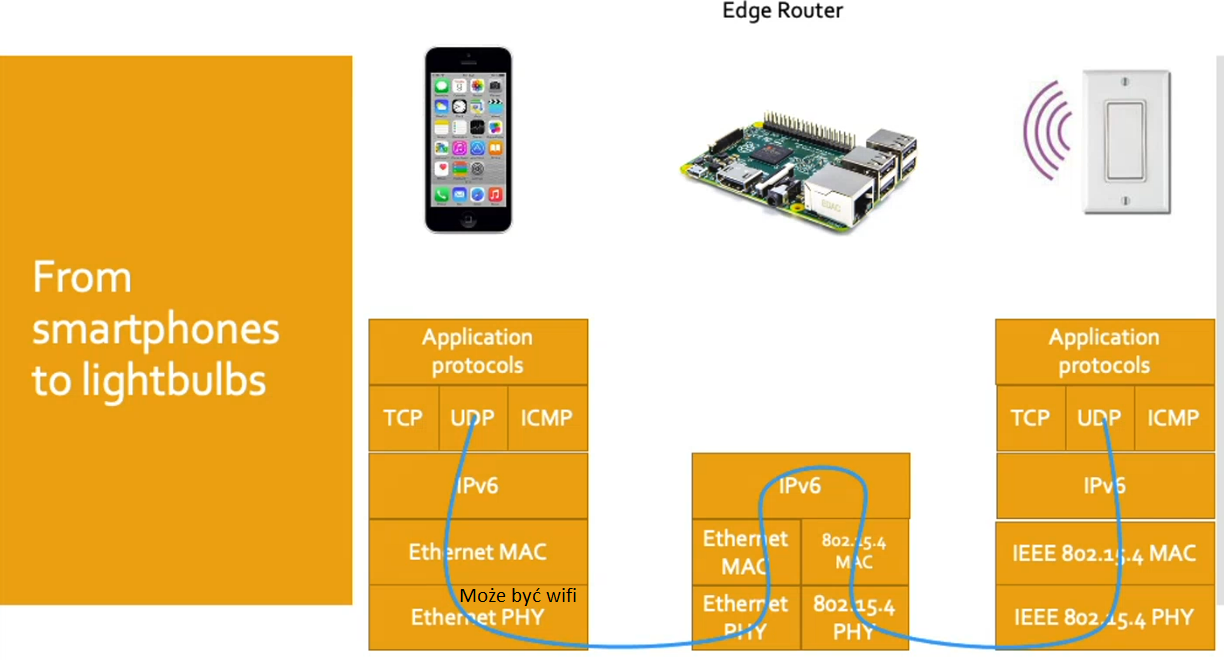 Edge Router
From
smartphones
to lightbulbs
Application
protocols
TCP
UDP
ICMP
IPv6
Ethernet MAC
Może być wifi
Ethernet PHY
IPv6
Ethernet
MAC
802.15.4
MAC
Ethernet
PHY
802.15.4
PHY
Application
protocols
TCP
UDP
ICMP
IPv6
IEEE 802.15.4 MAC
IEEE 802.15.4 PHY